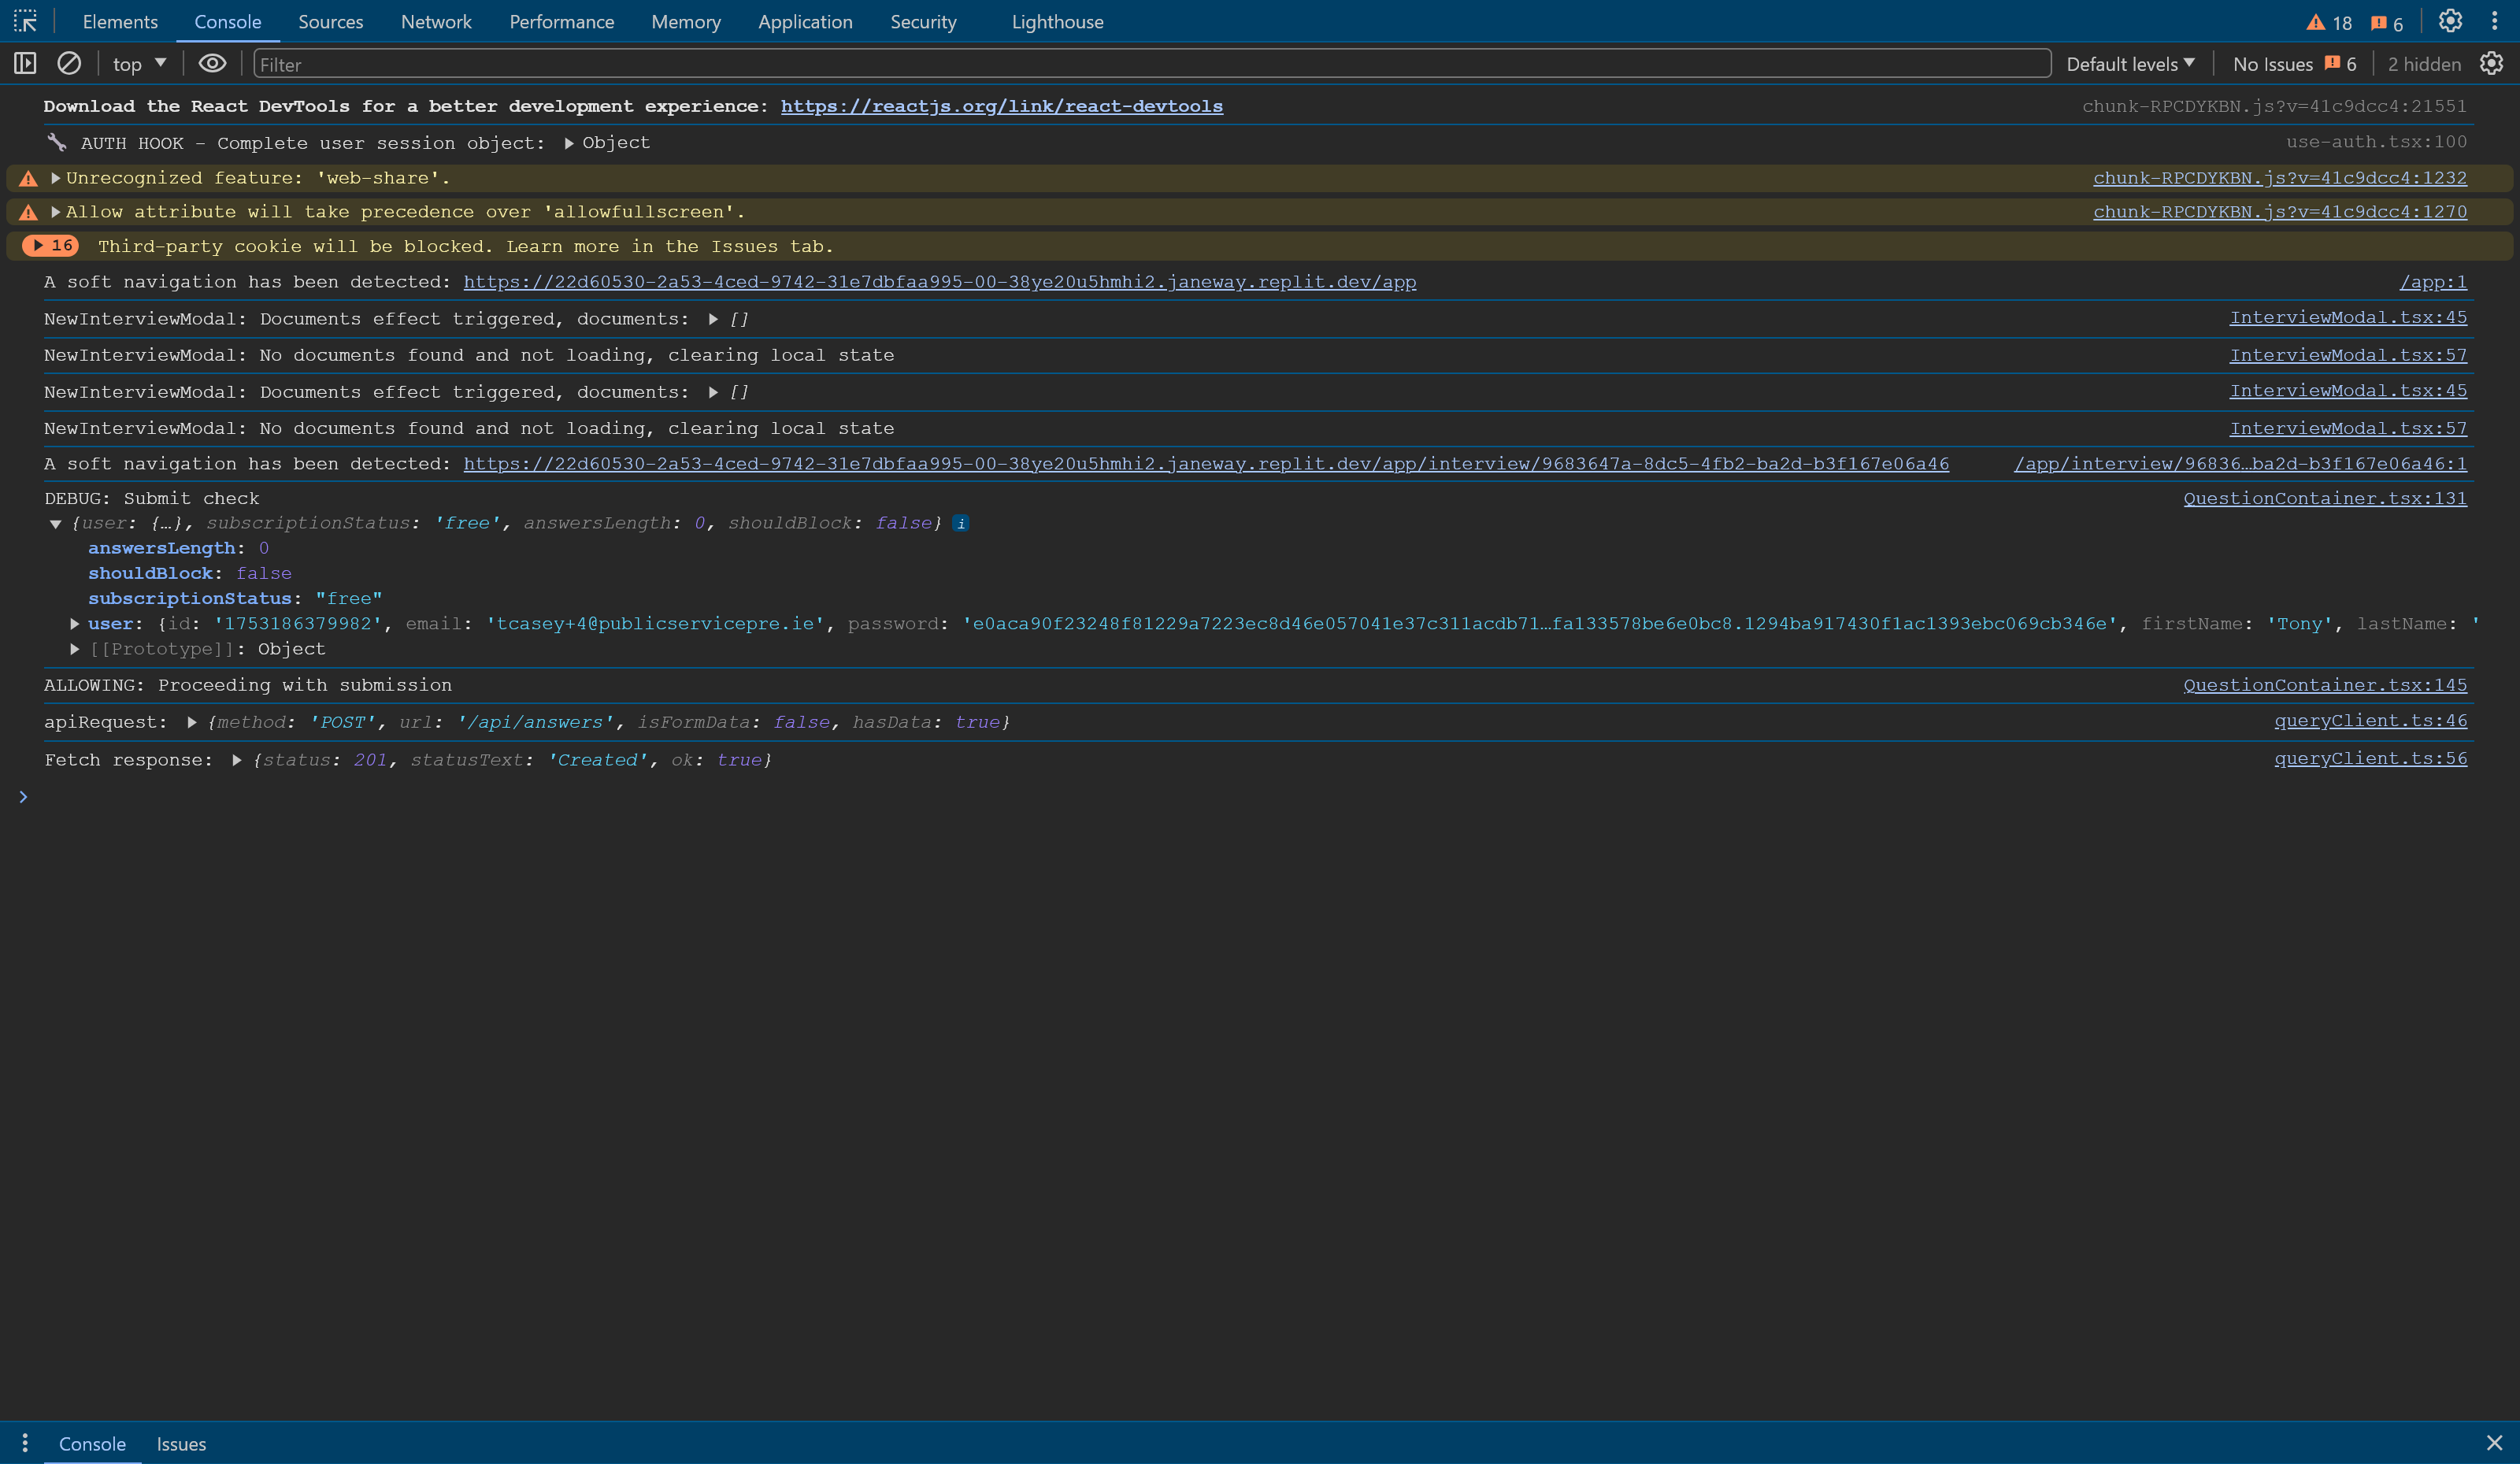 Elements Console Sources Network Performance Memory Application Security Lighthouse 18 6
top Filter Default levels No Issues 6 2 hidden
Download the React DevTools for a better development experience: https://reactjs.org/link/react-devtools chunk-RPCDYKBN.js?v=41c9dcc4:21551
AUTH HOOK - Complete user session object: Object use-auth.tsx:100
Unrecognized feature: 'web-share'. chunk-RPCDYKBN.js?v=41c9dcc4:1232
Allow attribute will take precedence over 'allowfullscreen'. chunk-RPCDYKBN.js?v=41c9dcc4:1270
16 Third-party cookie will be blocked. Learn more in the Issues tab.
A soft navigation has been detected: https://22d60530-2a53-4ced-9742-31e7dbfaa995-00-38ye20u5hmhi2.janeway.replit.dev/app /app:1
NewInterviewModal: Documents effect triggered, documents: [] InterviewModal.tsx:45
NewInterviewModal: No documents found and not loading, clearing local state InterviewModal.tsx:57
NewInterviewModal: Documents effect triggered, documents: [] InterviewModal.tsx:45
NewInterviewModal: No documents found and not loading, clearing local state InterviewModal.tsx:57
A soft navigation has been detected: https://22d60530-2a53-4ced-9742-31e7dbfaa995-00-38ye20u5hmhi2.janeway.replit.dev/app/interview/9683647a-8dc5-4fb2-ba2d-b3f167e06a46 /app/interview/96836…ba2d-b3f167e06a46:1
DEBUG: Submit check QuestionContainer.tsx:131
{user: {…}, subscriptionStatus: 'free', answersLength: 0, shouldBlock: false} i
answersLength: 0
shouldBlock: false
subscriptionStatus: "free"
user: {id: '1753186379982', email: 'tcasey+4@publicservicepre.ie', password: 'e0aca90f23248f81229a7223ec8d46e057041e37c311acdb71…fa133578be6e0bc8.1294ba917430f1ac1393ebc069cb346e', firstName: 'Tony', lastName: '
[[Prototype]]: Object
ALLOWING: Proceeding with submission QuestionContainer.tsx:145
apiRequest: {method: 'POST', url: '/api/answers', isFormData: false, hasData: true} queryClient.ts:46
Fetch response: {status: 201, statusText: 'Created', ok: true} queryClient.ts:56
Console Issues